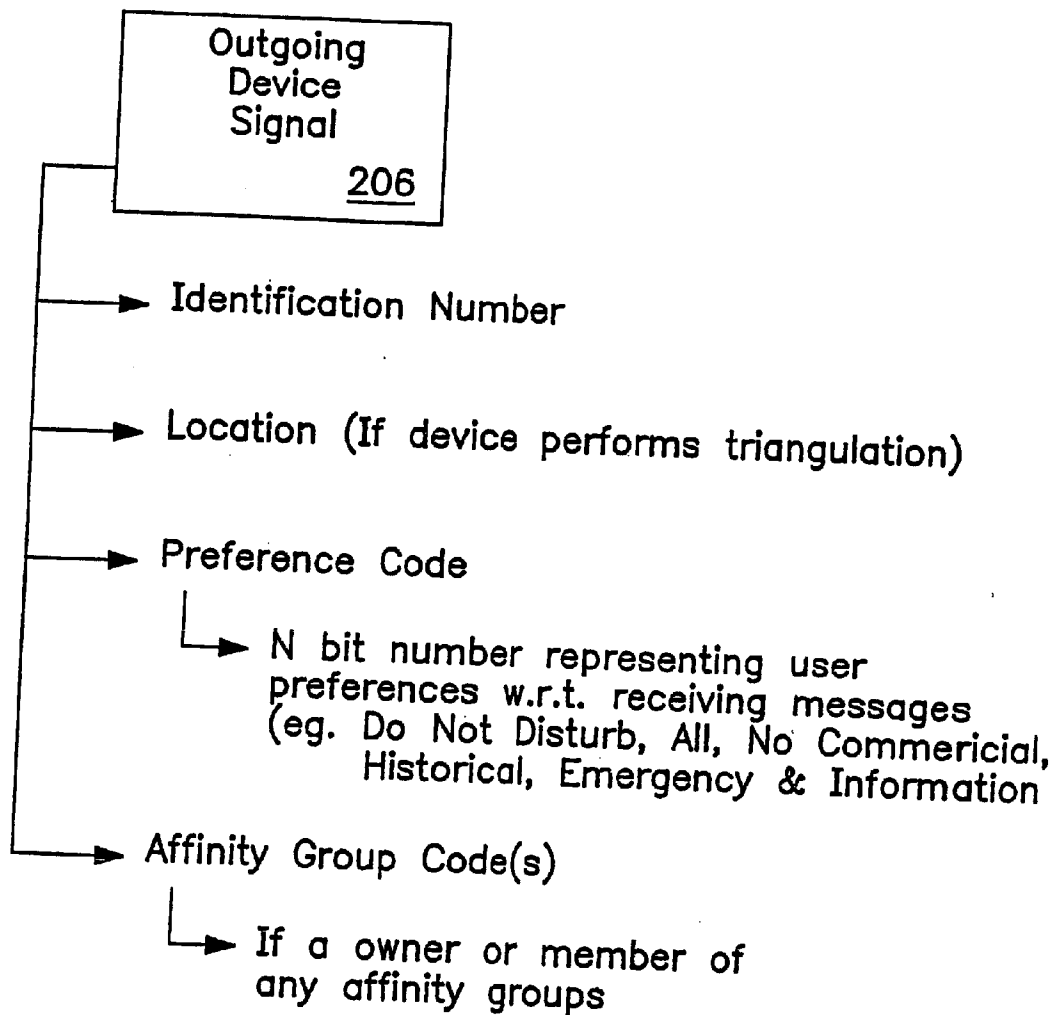 Outgoing
Device
Signal
206
Identification Number
Location (If device performs triangulation)
Preference Code
N bit number representing user
preferences w.r.t. receiving messages
(eg. Do Not Disturb, All, No Commericial,
Historical, Emergency & Information
Affinity Group Code(s)
If a owner or member of
any affinity groups